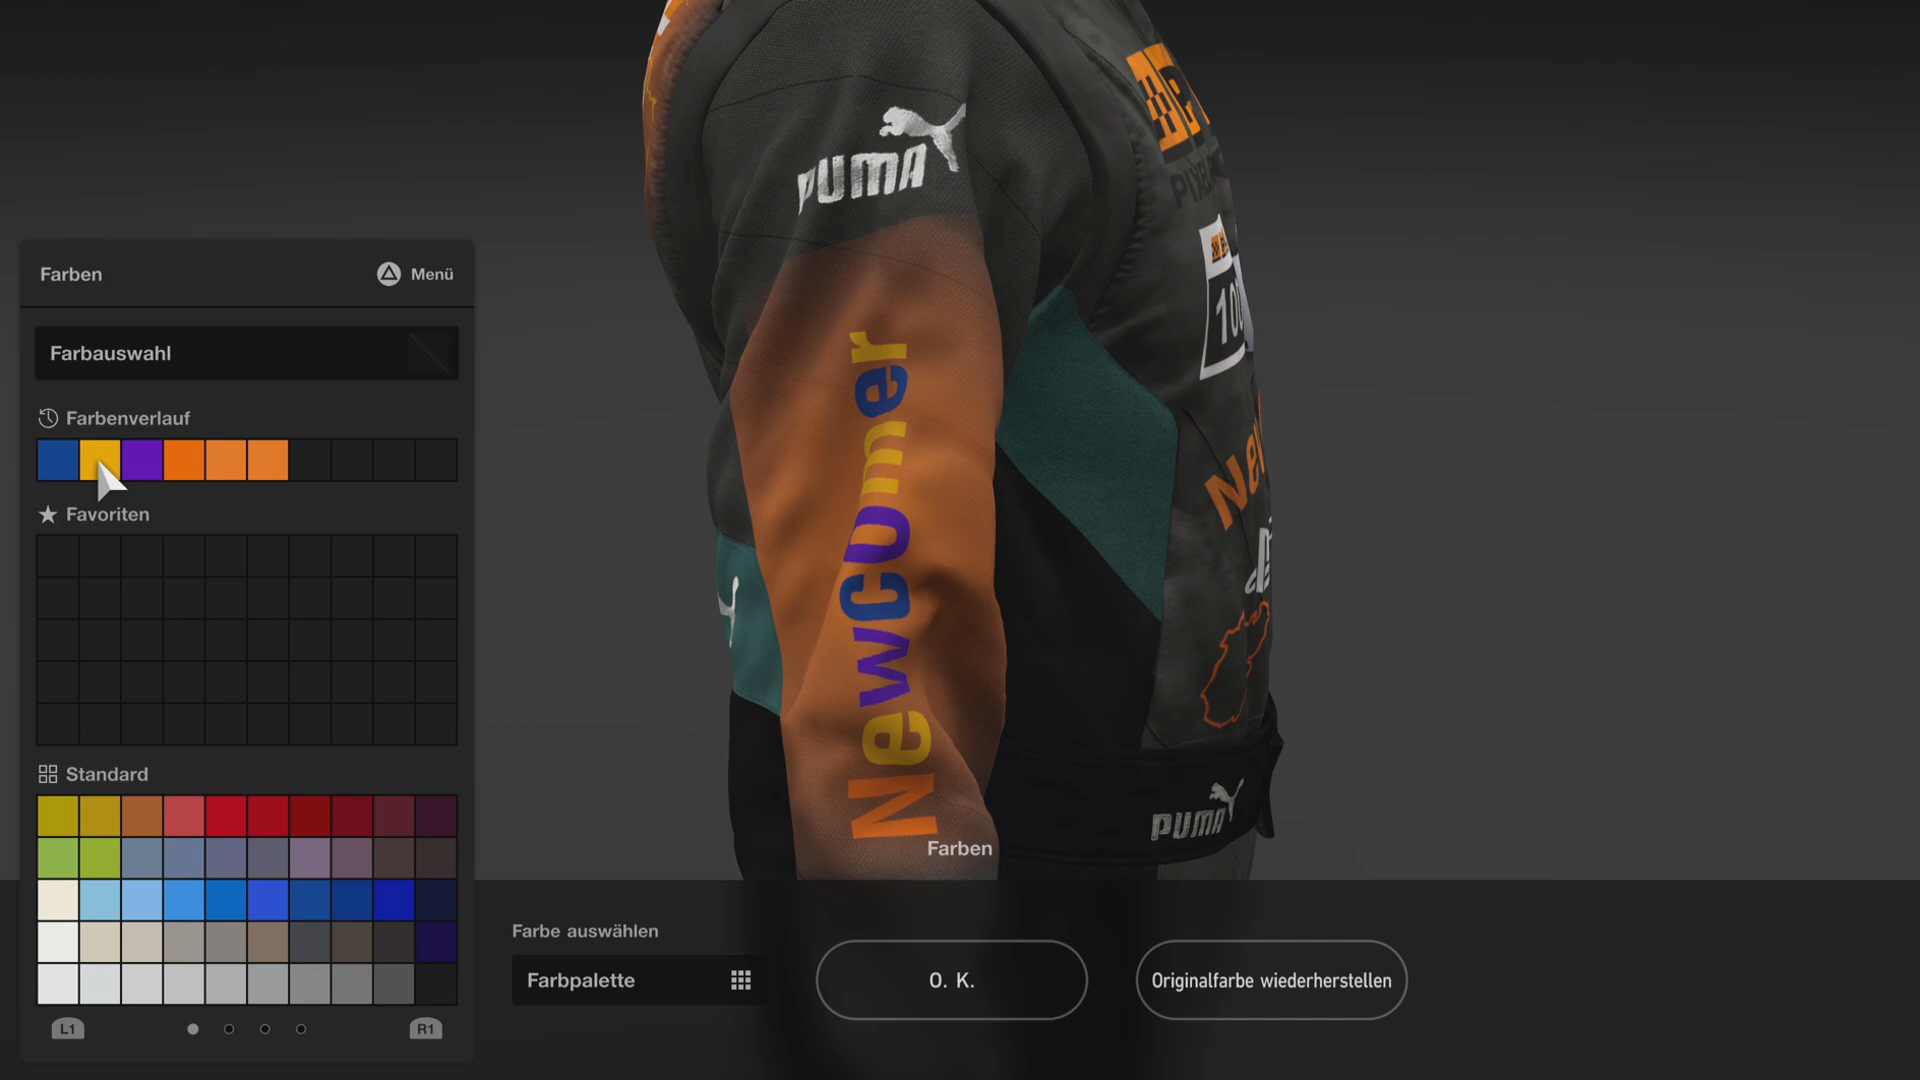 Farben
Menü
Farbauswahl
Farbenverlauf
Favoriten
Standard
L1
R1
PUMA
Newcomer
PUMA
Farben
Farbe auswählen
Farbpalette
O. K.
Originalfarbe wiederherstellen